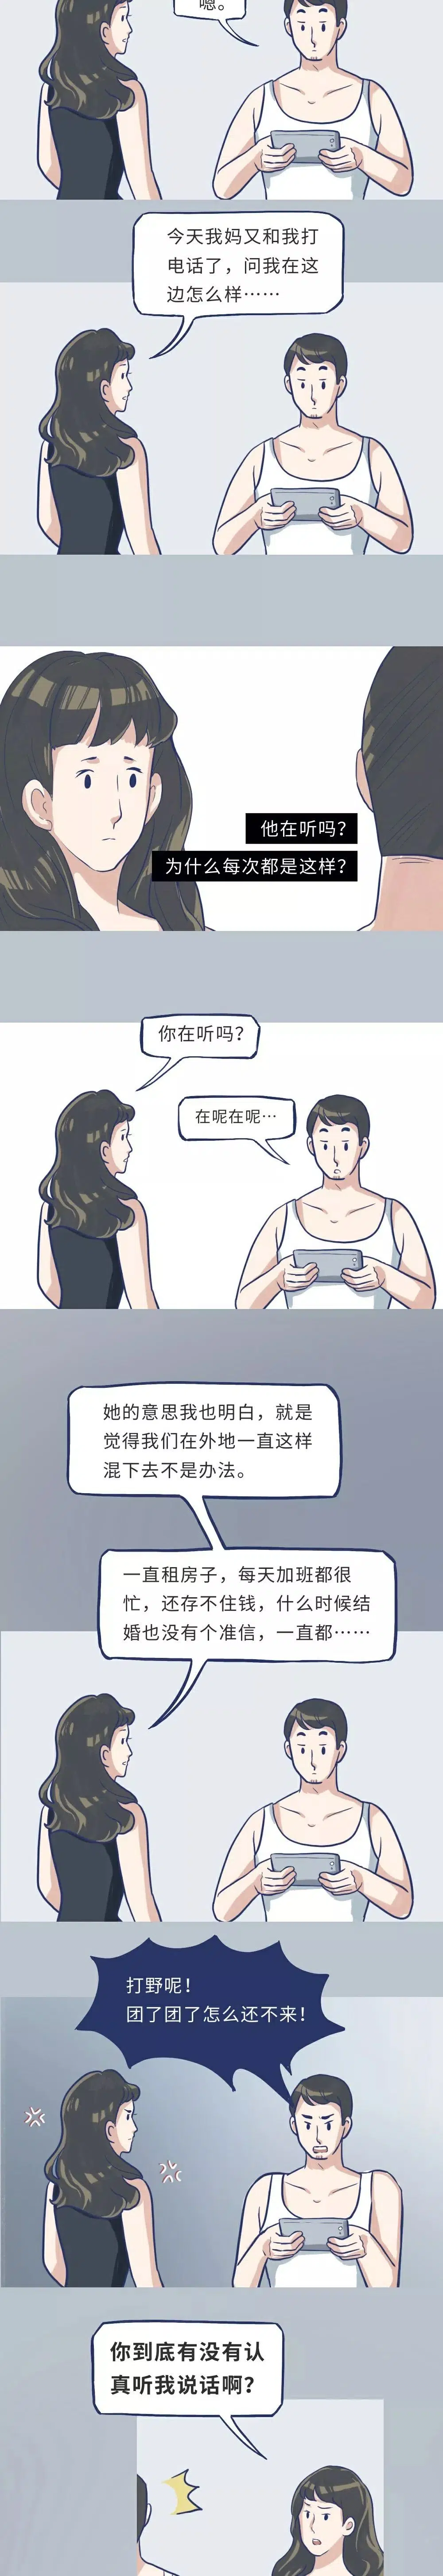 嗯。
今天我妈又和我打
电话了，问我在这
边怎么样……
他在听吗？
为什么每次都是这样？
你在听吗？
在呢在呢…
她的意思我也明白，就是
觉得我们在外地一直这样
混下去不是办法。
一直租房子，每天加班都很
忙，还存不住钱，什么时候结
婚也没有个准信，一直都……
打野呢！
团了团了怎么还不来！
你到底有没有认
真听我说话啊？